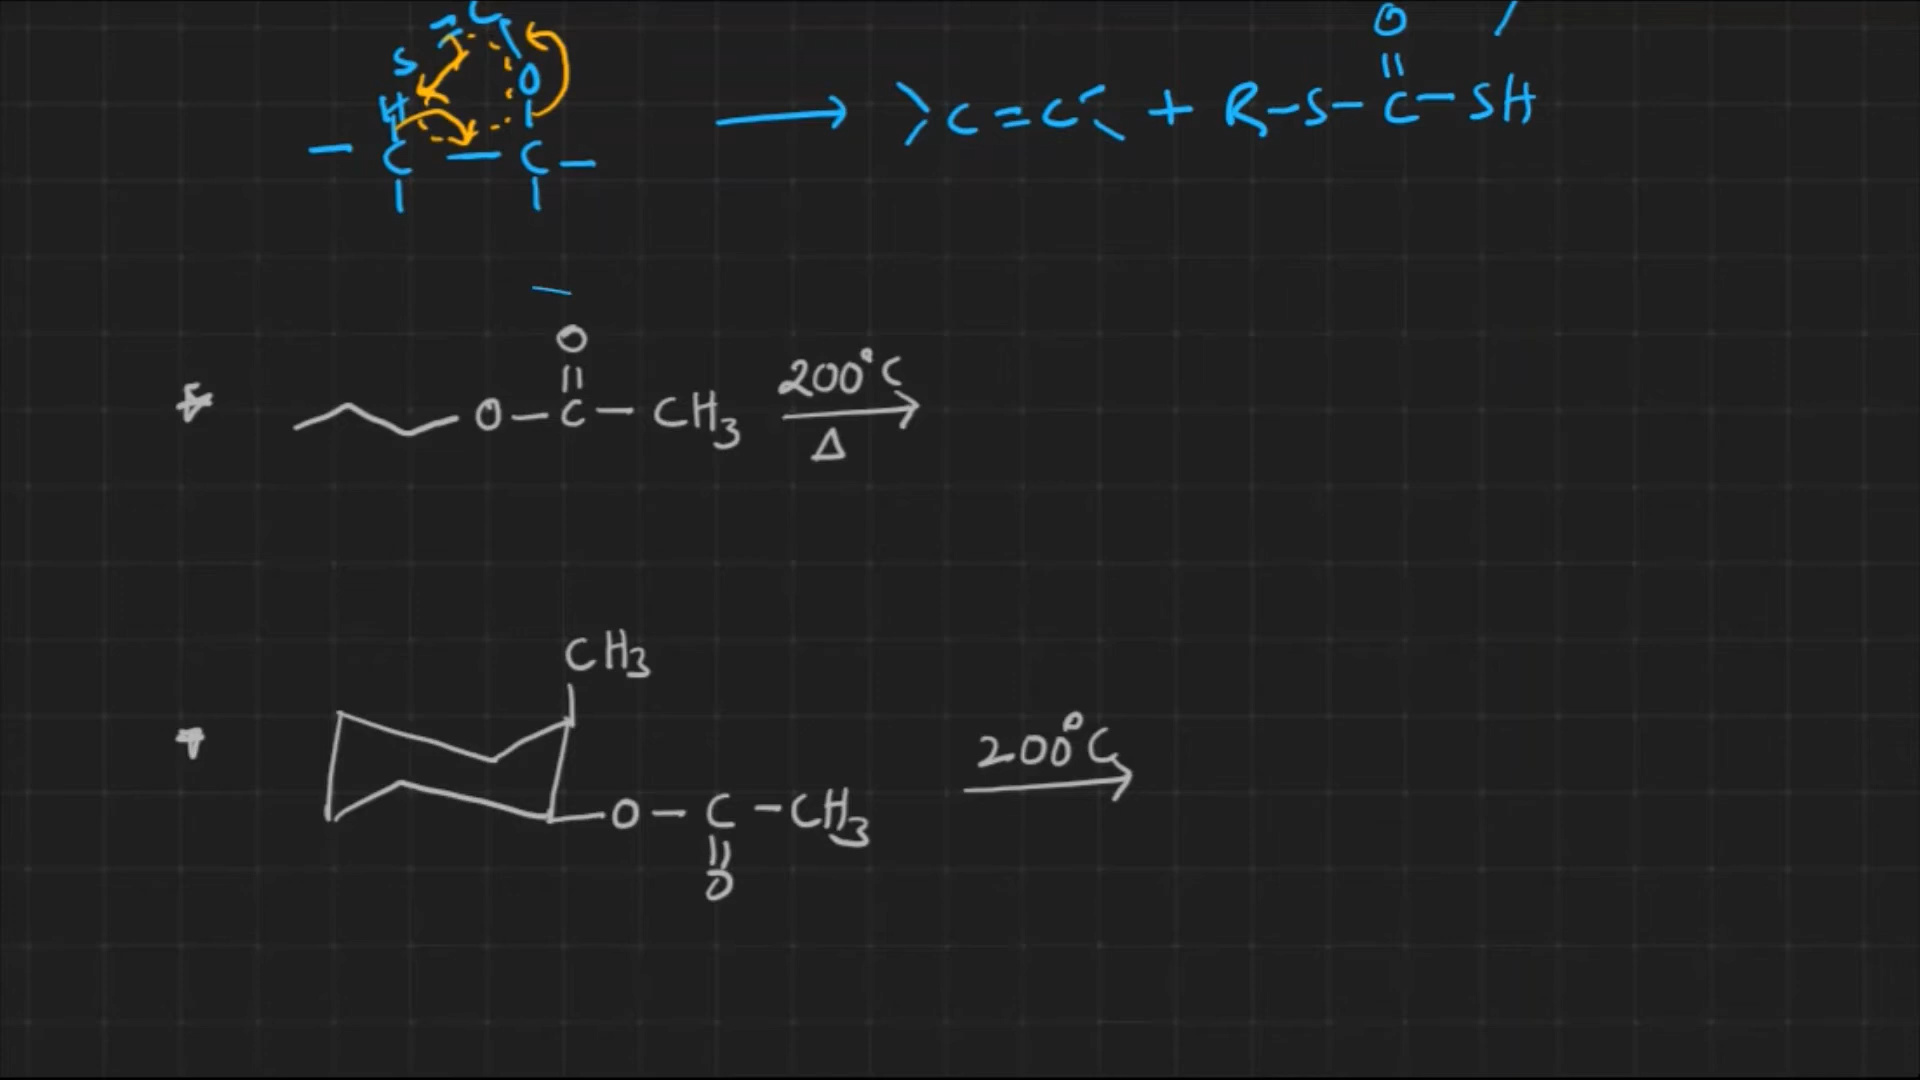 O
S C
O
H
— C — C — ⟶ >C=C< + R-S-C-SH
O
||
O-C-CH₃ 200°C
Δ
CH₃
O-C-CH₃ 200°C
||
O